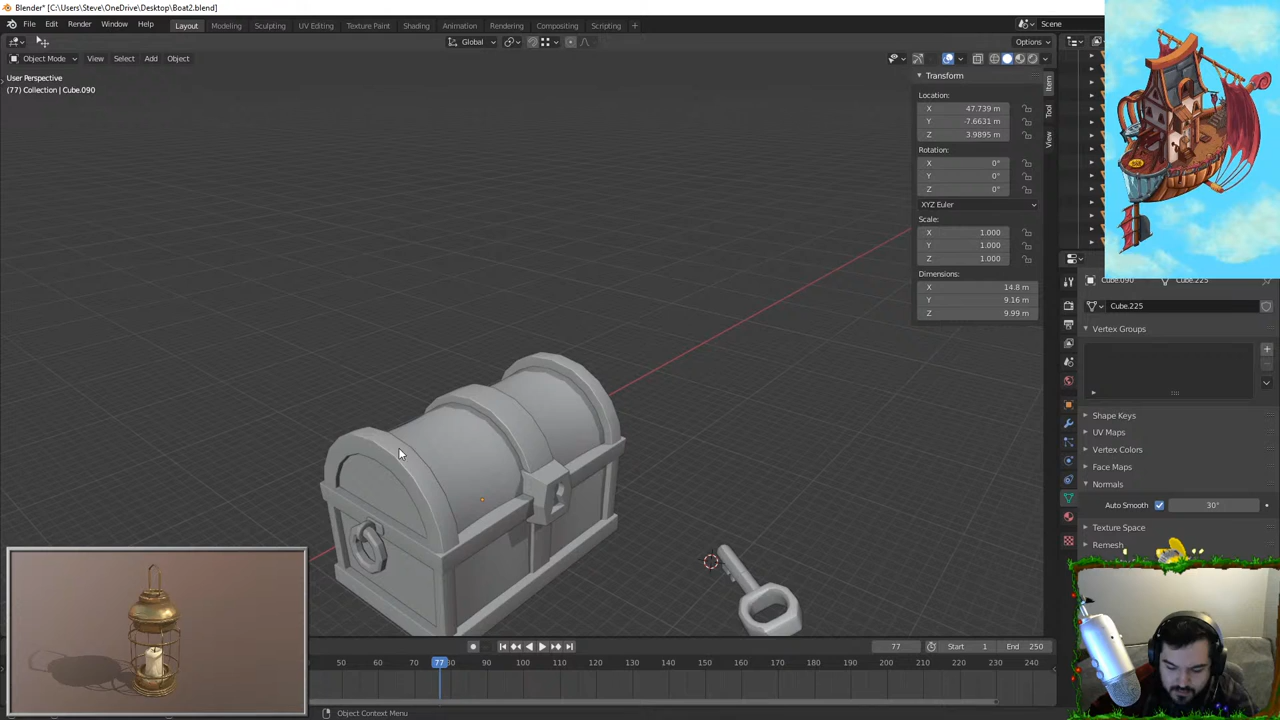 Blender* [C:\Users\Steve\OneDrive\Desktop\Boat2.blend]
File Edit Render Window Help Layout Modeling Sculpting UV Editing Texture Paint Shading Animation Rendering Compositing Scripting Scene
Global Options
Object Mode View Select Add Object
User Perspective
(77) Collection | Cube.090
Transform
Location:
X 47.739 m
Y -7.6631 m
Z 3.9895 m
Rotation:
X 0°
Y 0°
Z 0°
XYZ Euler
Scale:
X 1.000
Y 1.000
Z 1.000
Dimensions:
X 14.8 m
Y 9.16 m
Z 9.99 m
Item
Tool
View
Cube.090 Cube.225
Cube.225
Vertex Groups
Shape Keys
UV Maps
Vertex Colors
Face Maps
Normals
Auto Smooth 30°
Texture Space
Remesh
77 Start 1 End 250
50 60 70 77 80 90 100 110 120 130 140 150 160 170 180 190 200 210 220 230 240
Object Context Menu